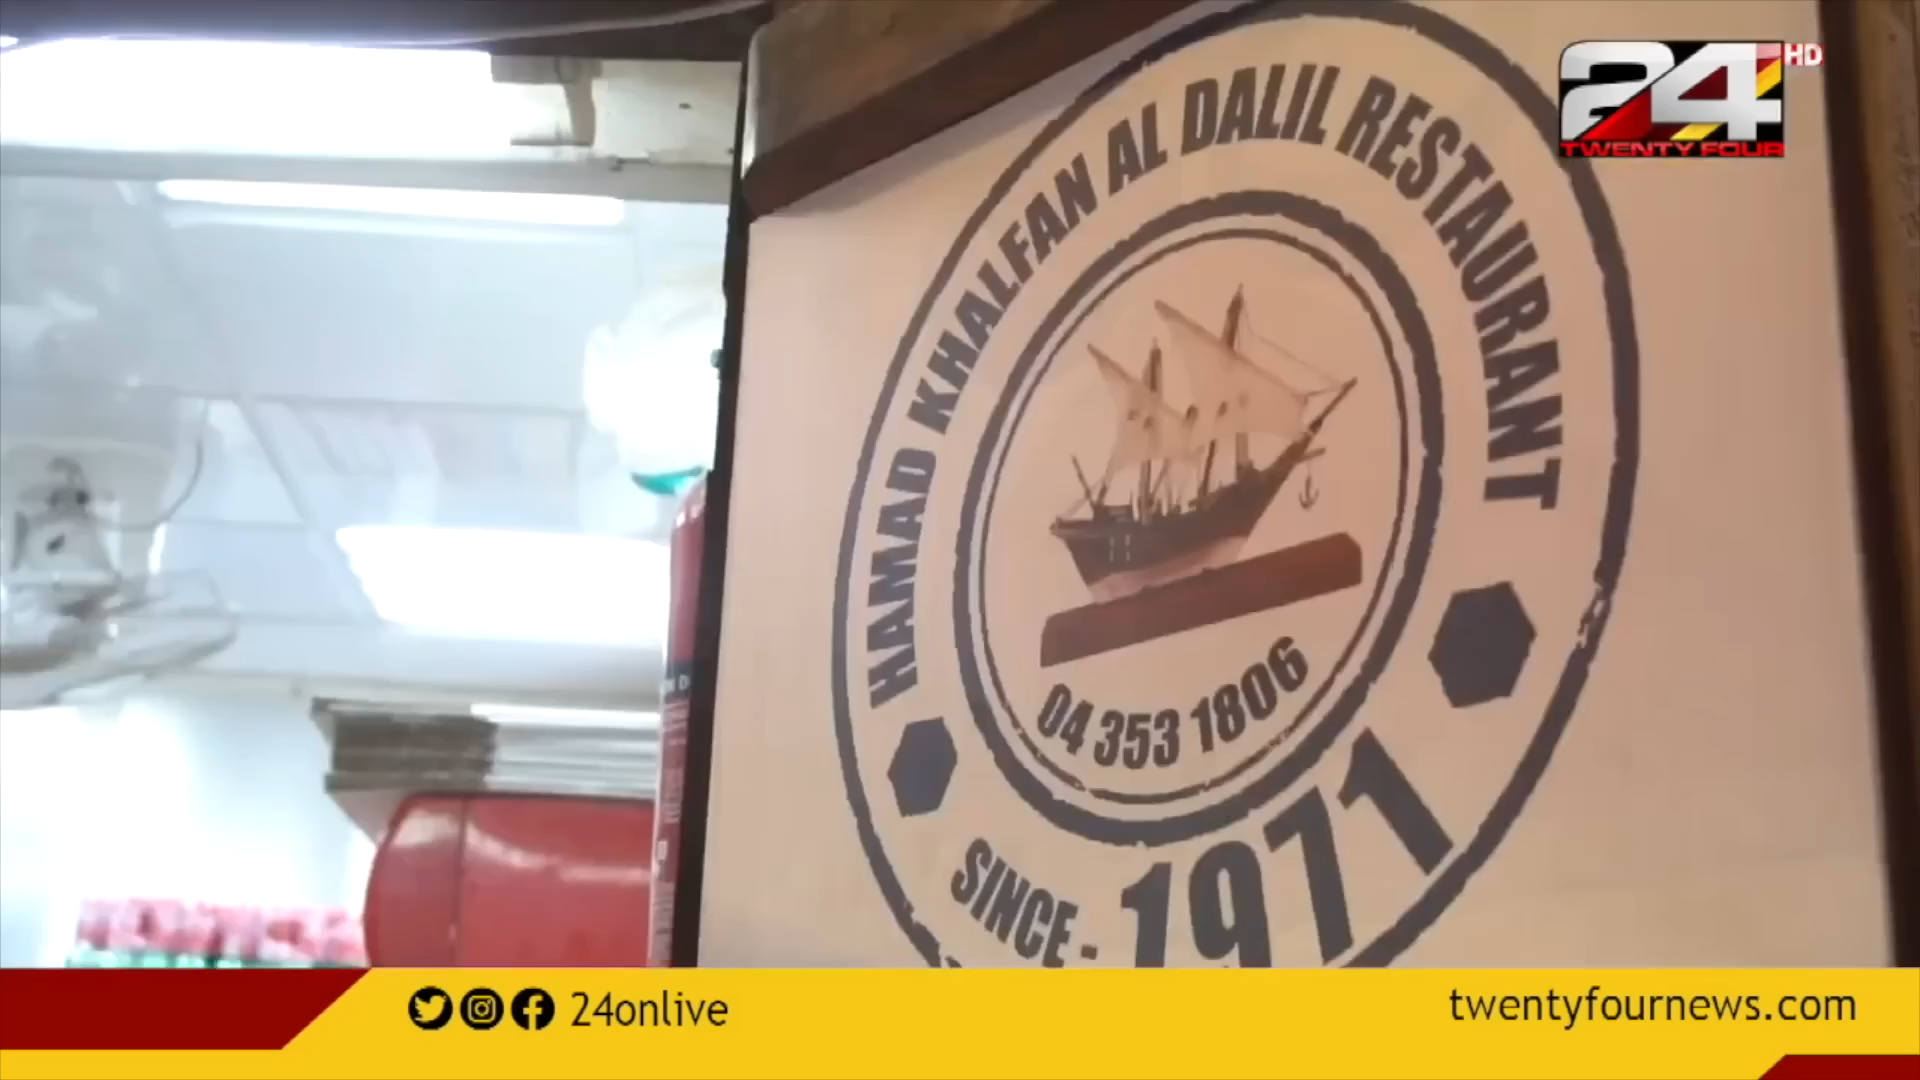 24 HD
TWENTY FOUR
HAMAD KHALFAN AL DALIL RESTAURANT
04 353 1806
SINCE - 1971
24onlive
twentyfournews.com